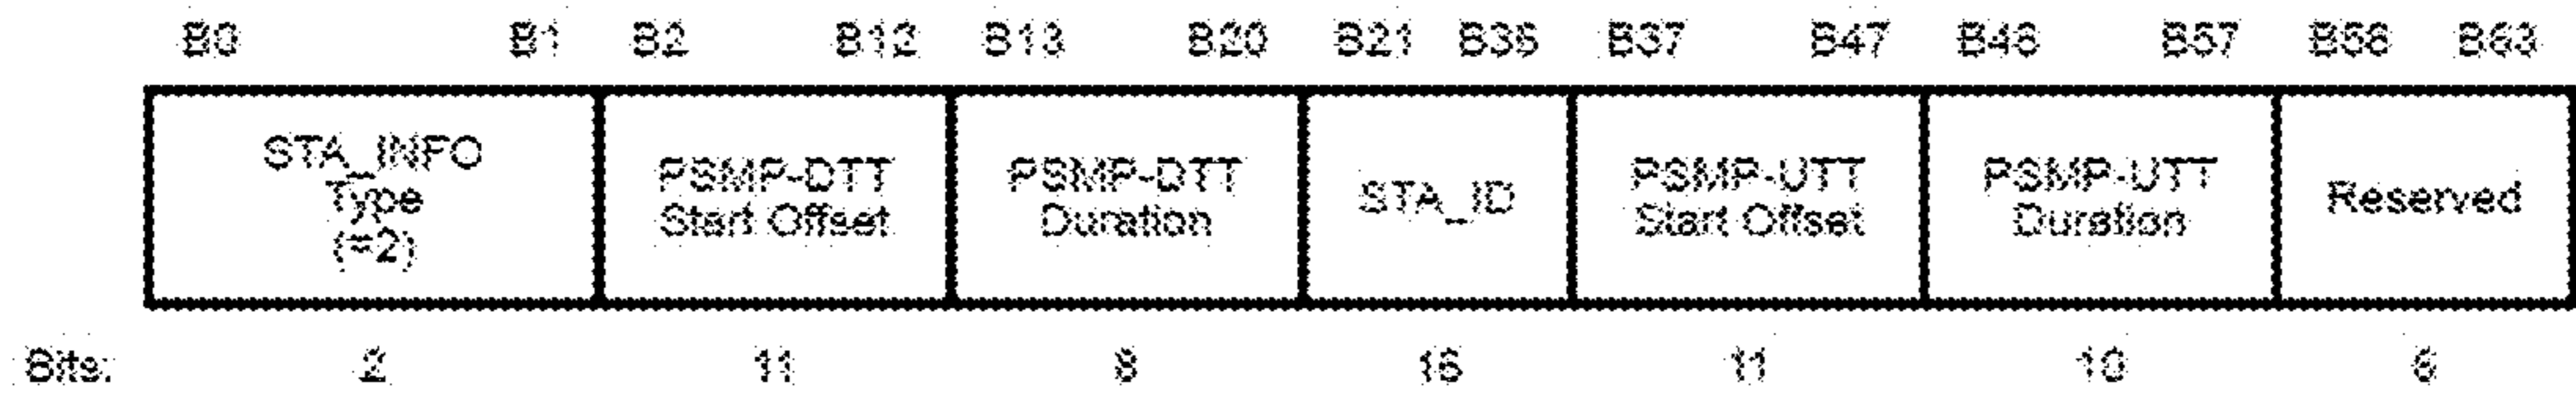 B0 B1 B2 B12 B13 B20 B21 B36 B37 B47 B48 B57 B58 B63
STA_INFO
Type
(=2)
PSMP-DTT
Start Offset
PSMP-DTT
Duration
STA_ID
PSMP-UTT
Start Offset
PSMP-UTT
Duration
Reserved
Bits: 2 11 8 16 11 10 6